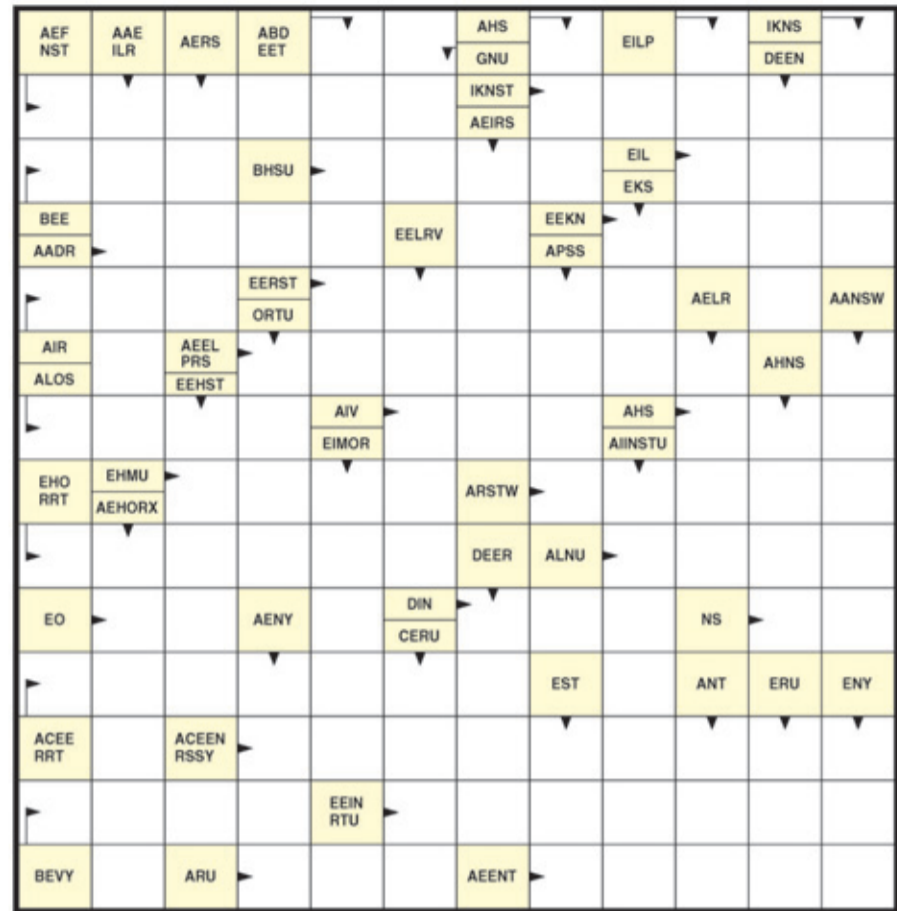 AEF
NST
AAE
ILR
AERS
ABD
EET
AHS
GNU
EILP
IKNS
DEEN
IKNST
AEIRS
BHSU
EIL
EKS
BEE
AADR
EELRV
EEKN
APSS
EERST
ORTU
AELR
AANSW
AIR
ALOS
AEEL
PRS
EEHST
AHNS
AIV
EIMOR
AHS
AIINSTU
EHO
RRT
EHMU
AEHORX
ARSTW
DEER
ALNU
EO
AENY
DIN
CERU
NS
EST
ANT
ERU
ENY
ACEE
RRT
ACEEN
RSSY
EEIN
RTU
BEVY
ARU
AEENT